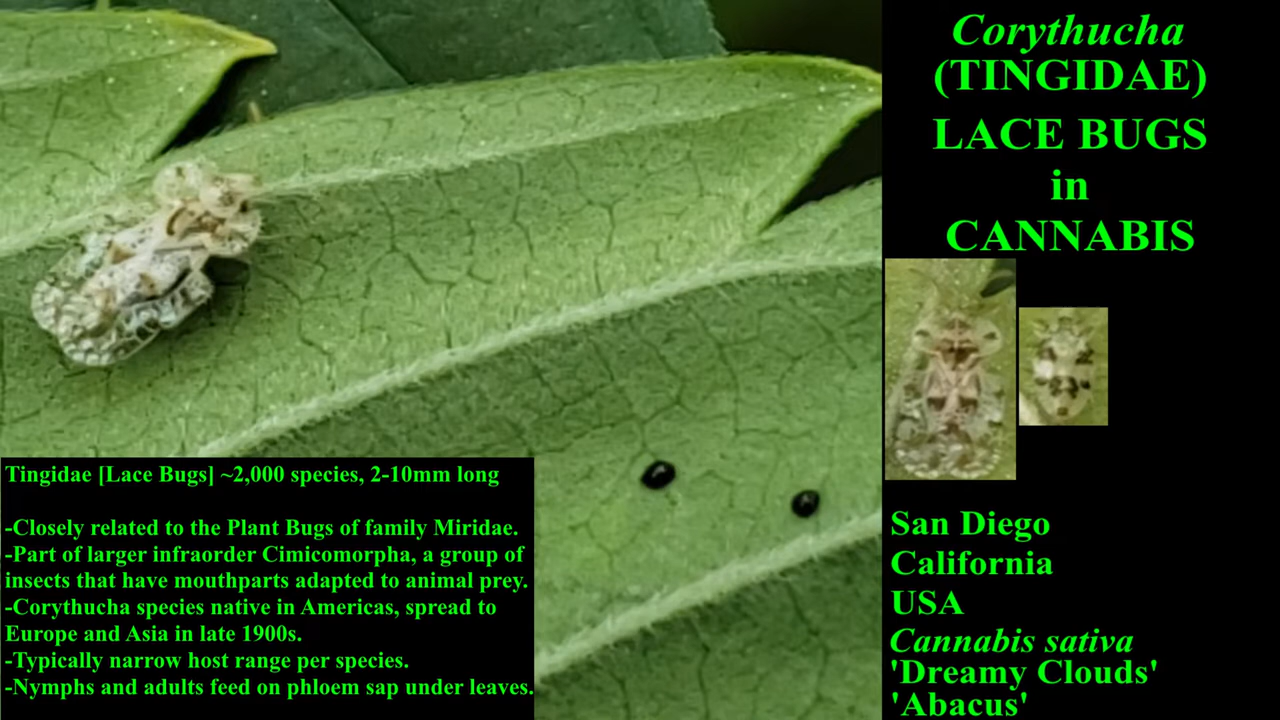 Corythucha
(TINGIDAE)
LACE BUGS
in
CANNABIS
Tingidae [Lace Bugs] ~2,000 species, 2-10mm long
-Closely related to the Plant Bugs of family Miridae.
-Part of larger infraorder Cimicomorpha, a group of
insects that have mouthparts adapted to animal prey.
-Corythucha species native in Americas, spread to
Europe and Asia in late 1900s.
-Typically narrow host range per species.
-Nymphs and adults feed on phloem sap under leaves.
San Diego
California
USA
Cannabis sativa
'Dreamy Clouds'
'Abacus'